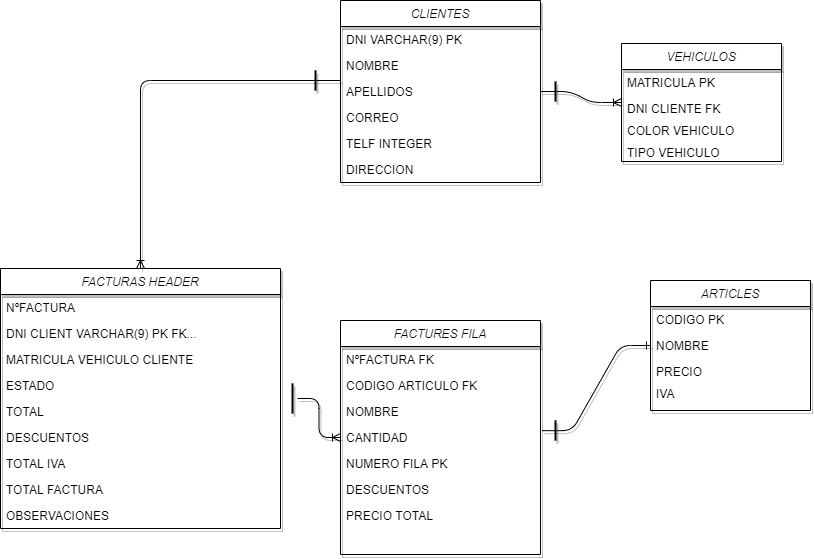 CLIENTES
DNI VARCHAR(9) PK
NOMBRE
APELLIDOS
CORREO
TELF INTEGER
DIRECCION
VEHICULOS
MATRICULA PK
DNI CLIENTE FK
COLOR VEHICULO
TIPO VEHICULO
FACTURAS HEADER
NºFACTURA
DNI CLIENT VARCHAR(9) PK FK...
MATRICULA VEHICULO CLIENTE
ESTADO
TOTAL
DESCUENTOS
TOTAL IVA
TOTAL FACTURA
OBSERVACIONES
FACTURES FILA
NºFACTURA FK
CODIGO ARTICULO FK
NOMBRE
CANTIDAD
NUMERO FILA PK
DESCUENTOS
PRECIO TOTAL
ARTICLES
CODIGO PK
NOMBRE
PRECIO
IVA